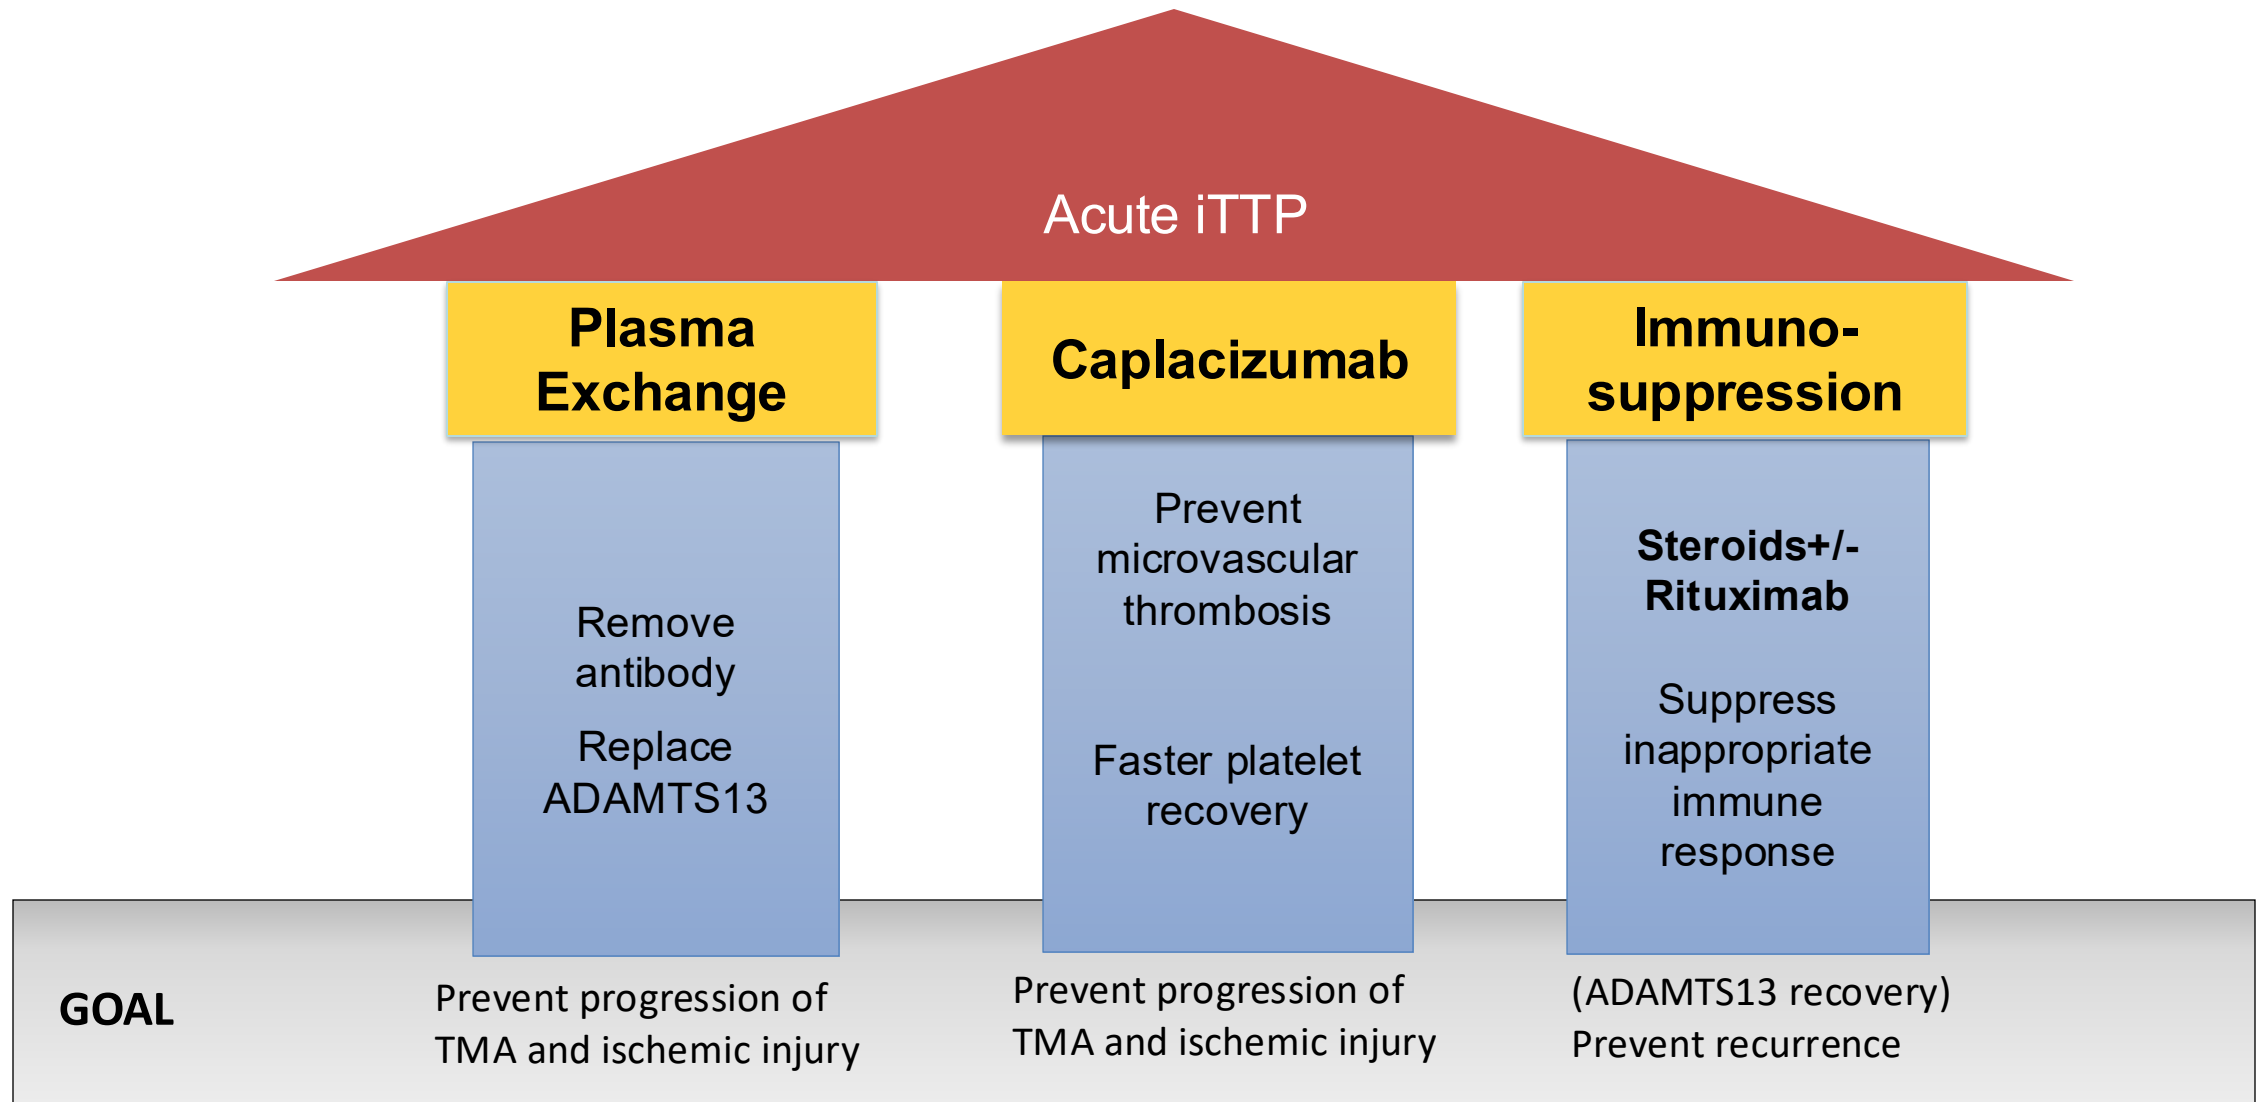 Acute iTTP
Plasma
Exchange
Remove
antibody
Replace
ADAMTS13
Caplacizumab
Prevent
microvascular
thrombosis
Faster platelet
recovery
Immuno-
suppression
Steroids+/-
Rituximab
Suppress
inappropriate
immune
response
GOAL
Prevent progression of
TMA and ischemic injury
Prevent progression of
TMA and ischemic injury
(ADAMTS13 recovery)
Prevent recurrence